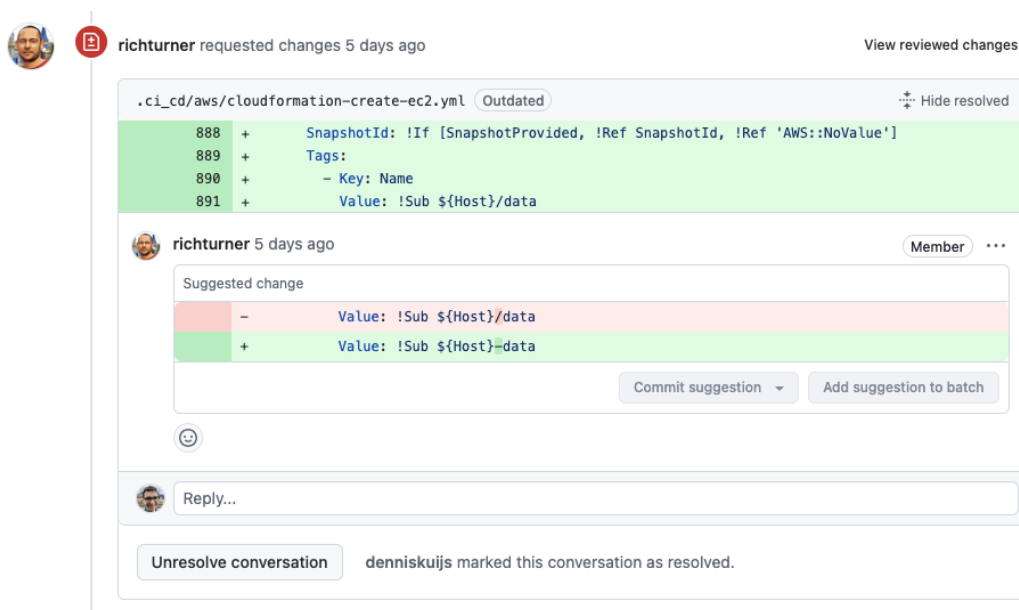 richturner requested changes 5 days ago
View reviewed changes
.ci_cd/aws/cloudformation-create-ec2.yml Outdated
Hide resolved
888 + SnapshotId: !If [SnapshotProvided, !Ref SnapshotId, !Ref 'AWS::NoValue']
889 + Tags:
890 + - Key: Name
891 + Value: !Sub ${Host}/data
richturner 5 days ago
Member
Suggested change
- Value: !Sub ${Host}/data
+ Value: !Sub ${Host}-data
Commit suggestion
Add suggestion to batch
Reply...
Unresolve conversation
denniskuijs marked this conversation as resolved.